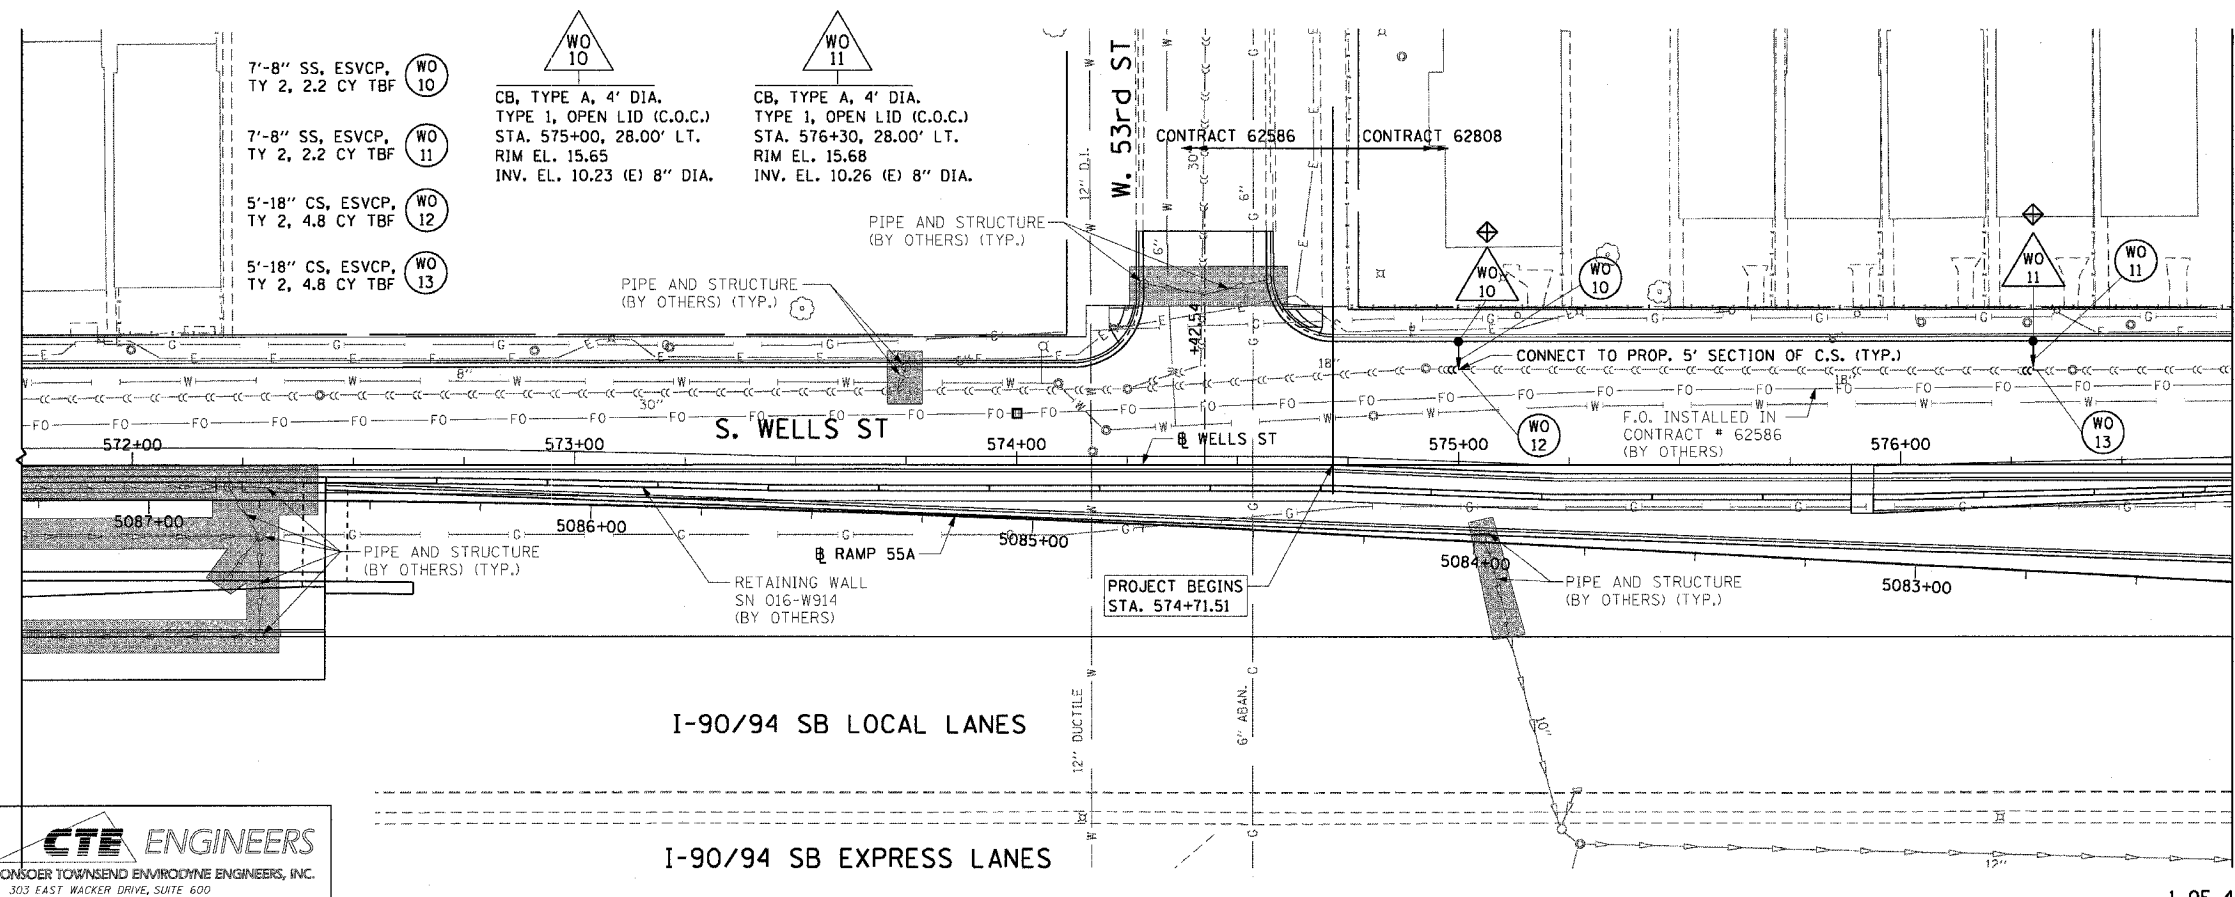 7'-8" SS, ESVCP,
TY 2, 2.2 CY TBF
WO
10
7'-8" SS, ESVCP,
TY 2, 2.2 CY TBF
WO
11
5'-18" CS, ESVCP,
TY 2, 4.8 CY TBF
WO
12
5'-18" CS, ESVCP,
TY 2, 4.8 CY TBF
WO
13
WO
10
CB, TYPE A, 4' DIA.
TYPE 1, OPEN LID (C.O.C.)
STA. 575+00, 28.00' LT.
RIM EL. 15.65
INV. EL. 10.23 (E) 8" DIA.
WO
11
CB, TYPE A, 4' DIA.
TYPE 1, OPEN LID (C.O.C.)
STA. 576+30, 28.00' LT.
RIM EL. 15.68
INV. EL. 10.26 (E) 8" DIA.
W. 53rd ST
12" D.I.
30"
6"
6"
CONTRACT 62586
CONTRACT 62808
PIPE AND STRUCTURE
(BY OTHERS) (TYP.)
PIPE AND STRUCTURE
(BY OTHERS) (TYP.)
+42.54
WO
10
WO
10
WO
11
WO
11
CONNECT TO PROP. 5' SECTION OF C.S. (TYP.)
8"
30"
18"
18"
S. WELLS ST
℄ WELLS ST
F.O. INSTALLED IN
CONTRACT # 62586
(BY OTHERS)
WO
12
WO
13
572+00
573+00
574+00
575+00
576+00
5087+00
5086+00
5085+00
5084+00
5083+00
PIPE AND STRUCTURE
(BY OTHERS) (TYP.)
℄ RAMP 55A
RETAINING WALL
SN 016-W914
(BY OTHERS)
PROJECT BEGINS
STA. 574+71.51
PIPE AND STRUCTURE
(BY OTHERS) (TYP.)
12" DUCTILE
6" ABAN.
10"
12"
I-90/94 SB LOCAL LANES
I-90/94 SB EXPRESS LANES
CTE ENGINEERS
ONSOER TOWNSEND ENVIRODYNE ENGINEERS, INC.
303 EAST WACKER DRIVE, SUITE 600